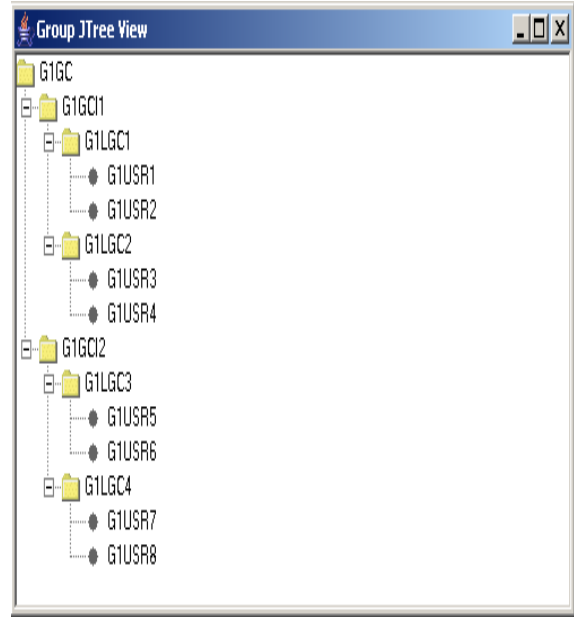 Group JTree View
G1GC
G1GCI1
G1LGC1
G1USR1
G1USR2
G1LGC2
G1USR3
G1USR4
G1GCI2
G1LGC3
G1USR5
G1USR6
G1LGC4
G1USR7
G1USR8